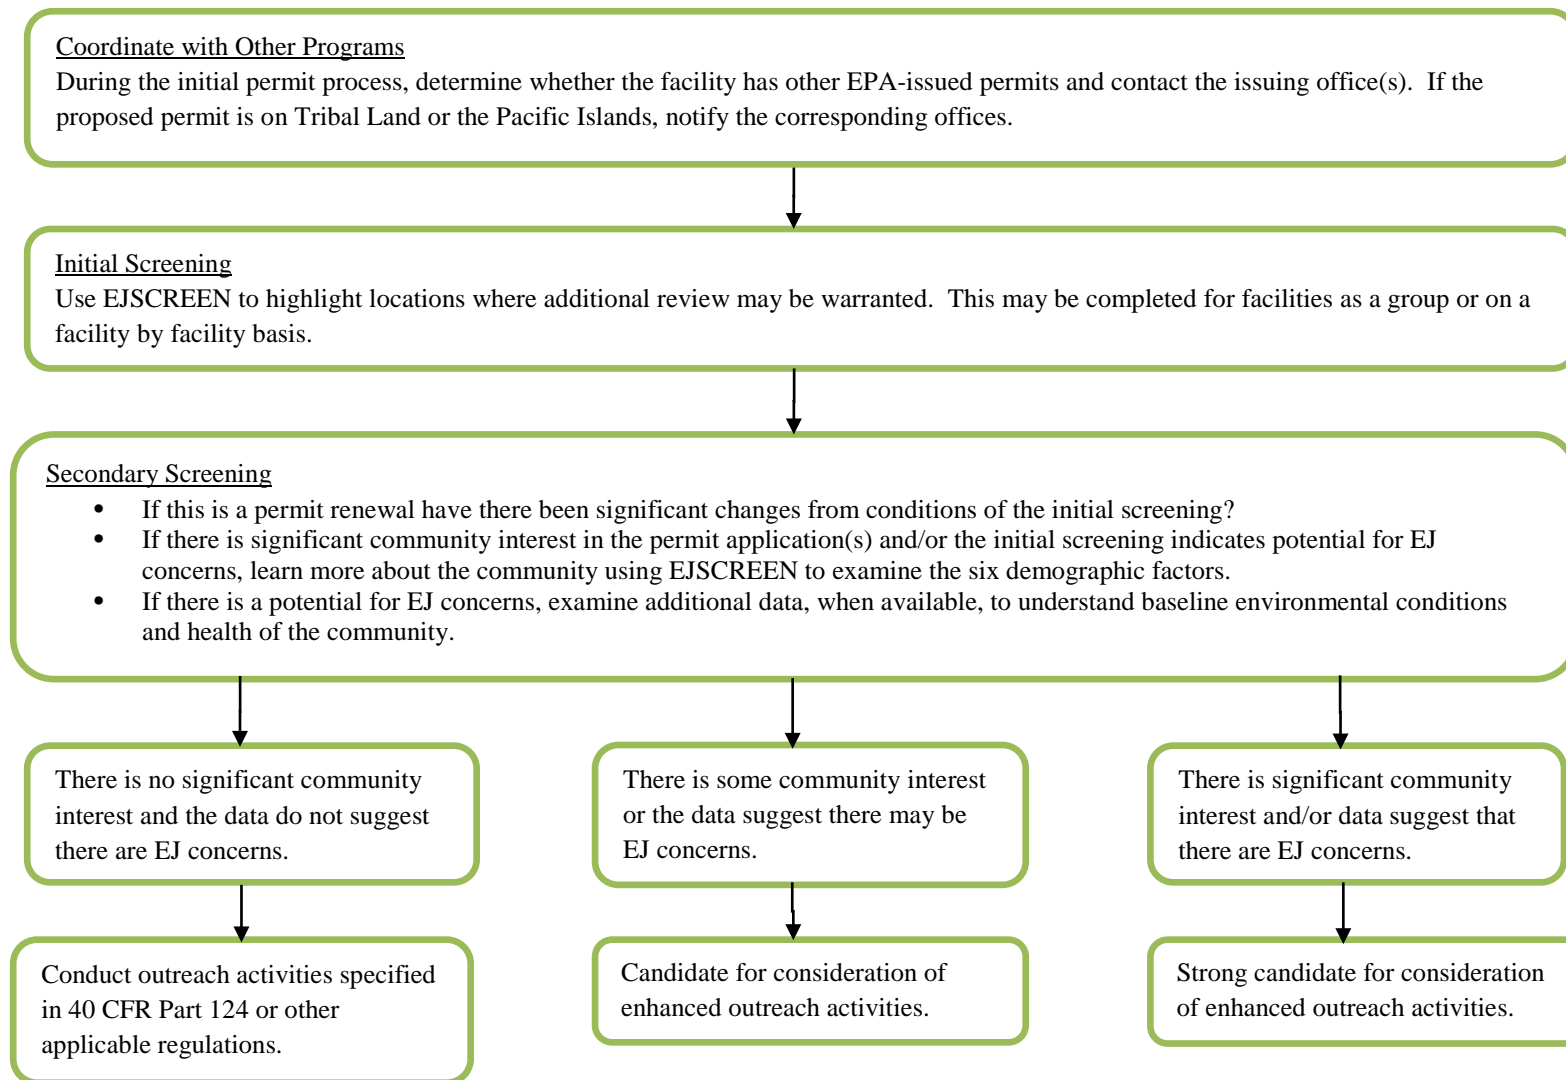 Coordinate with Other Programs
During the initial permit process, determine whether the facility has other EPA-issued permits and contact the issuing office(s).  If the
proposed permit is on Tribal Land or the Pacific Islands, notify the corresponding offices.
Initial Screening
Use EJSCREEN to highlight locations where additional review may be warranted.  This may be completed for facilities as a group or on a
facility by facility basis.
Secondary Screening
• If this is a permit renewal have there been significant changes from conditions of the initial screening?
• If there is significant community interest in the permit application(s) and/or the initial screening indicates potential for EJ
concerns, learn more about the community using EJSCREEN to examine the six demographic factors.
• If there is a potential for EJ concerns, examine additional data, when available, to understand baseline environmental conditions
and health of the community.
There is no significant community
interest and the data do not suggest
there are EJ concerns.
There is some community interest
or the data suggest there may be
EJ concerns.
There is significant community
interest and/or data suggest that
there are EJ concerns.
Conduct outreach activities specified
in 40 CFR Part 124 or other
applicable regulations.
Candidate for consideration of
enhanced outreach activities.
Strong candidate for consideration
of enhanced outreach activities.